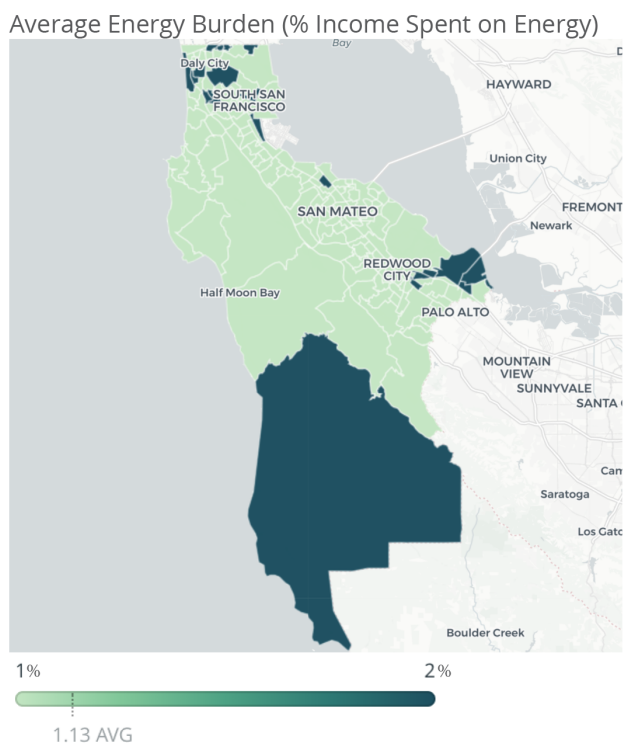 Average Energy Burden (% Income Spent on Energy)
Bay
Daly City
HAYWARD
SOUTH SAN
FRANCISCO
Union City
FREMONT
SAN MATEO
Newark
REDWOOD
CITY
Half Moon Bay
PALO ALTO
MOUNTAIN
VIEW
SUNNYVALE
SANTA
Cam
Saratoga
Los Gato
Boulder Creek
1%
2%
1.13 AVG